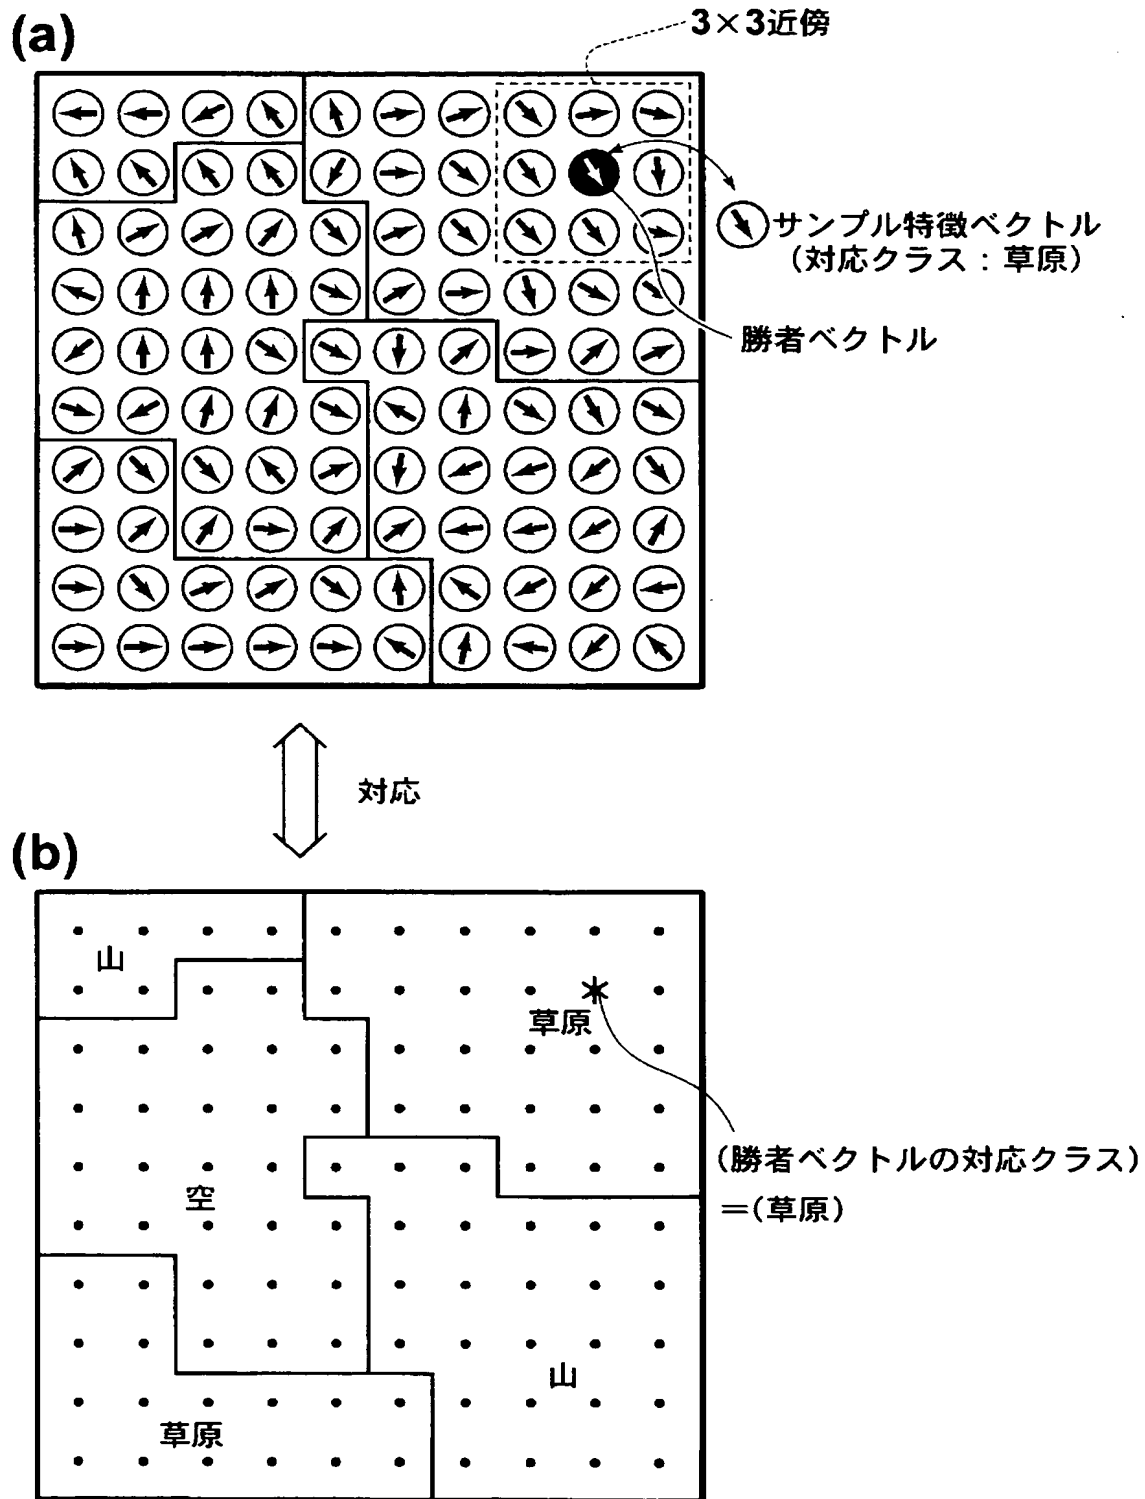 (a)
3×3近傍
サンプル特徴ベクトル
(対応クラス:草原)
勝者ベクトル
対応
(b)
山
草原
(勝者ベクトルの対応クラス)
=(草原)
空
山
草原